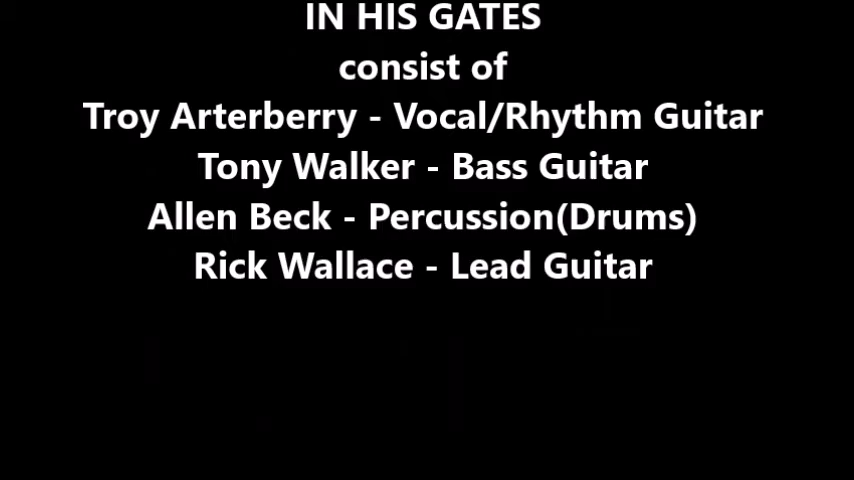 IN HIS GATES
consist of
Troy Arterberry - Vocal/Rhythm Guitar
Tony Walker - Bass Guitar
Allen Beck - Percussion(Drums)
Rick Wallace - Lead Guitar